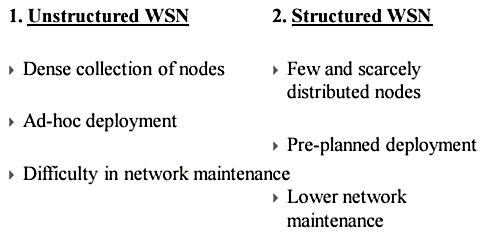 1. Unstructured WSN
Dense collection of nodes
Ad-hoc deployment
Difficulty in network maintenance
2. Structured WSN
Few and scarcely
distributed nodes
Pre-planned deployment
Lower network
maintenance